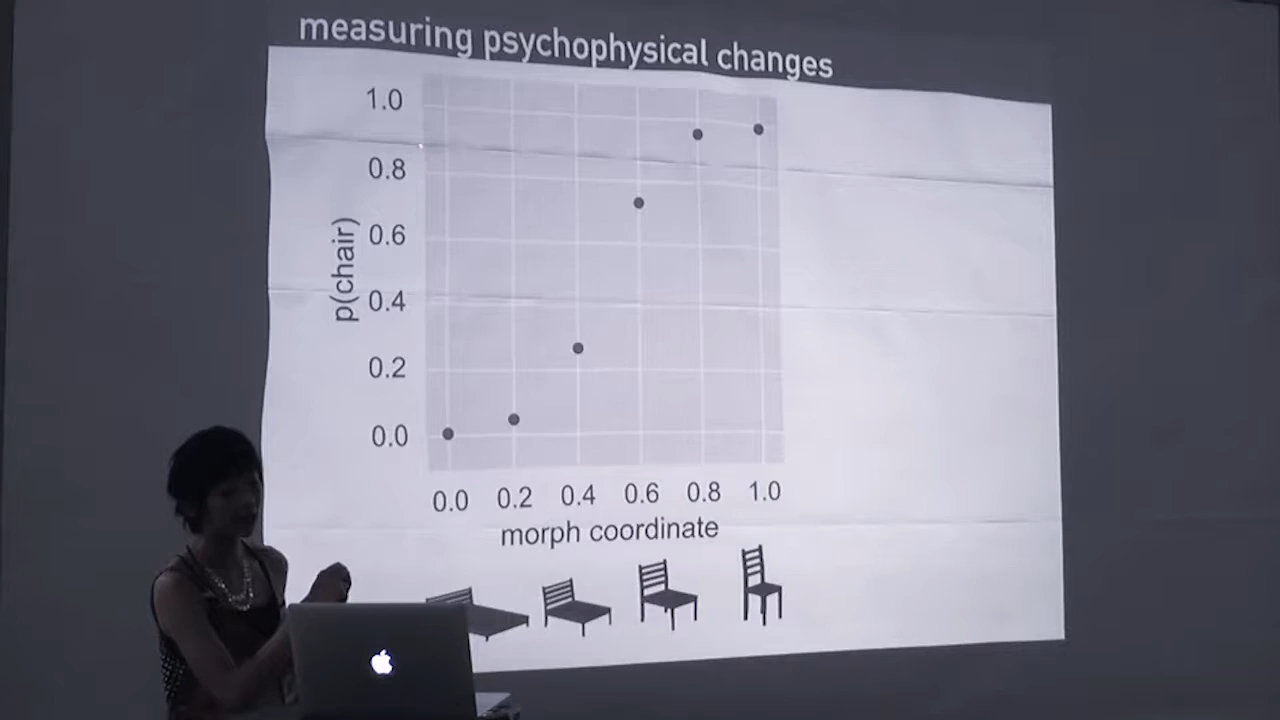 measuring psychophysical changes
1.0
0.8
0.6
0.4
0.2
0.0
p(chair)
0.0 0.2 0.4 0.6 0.8 1.0
morph coordinate